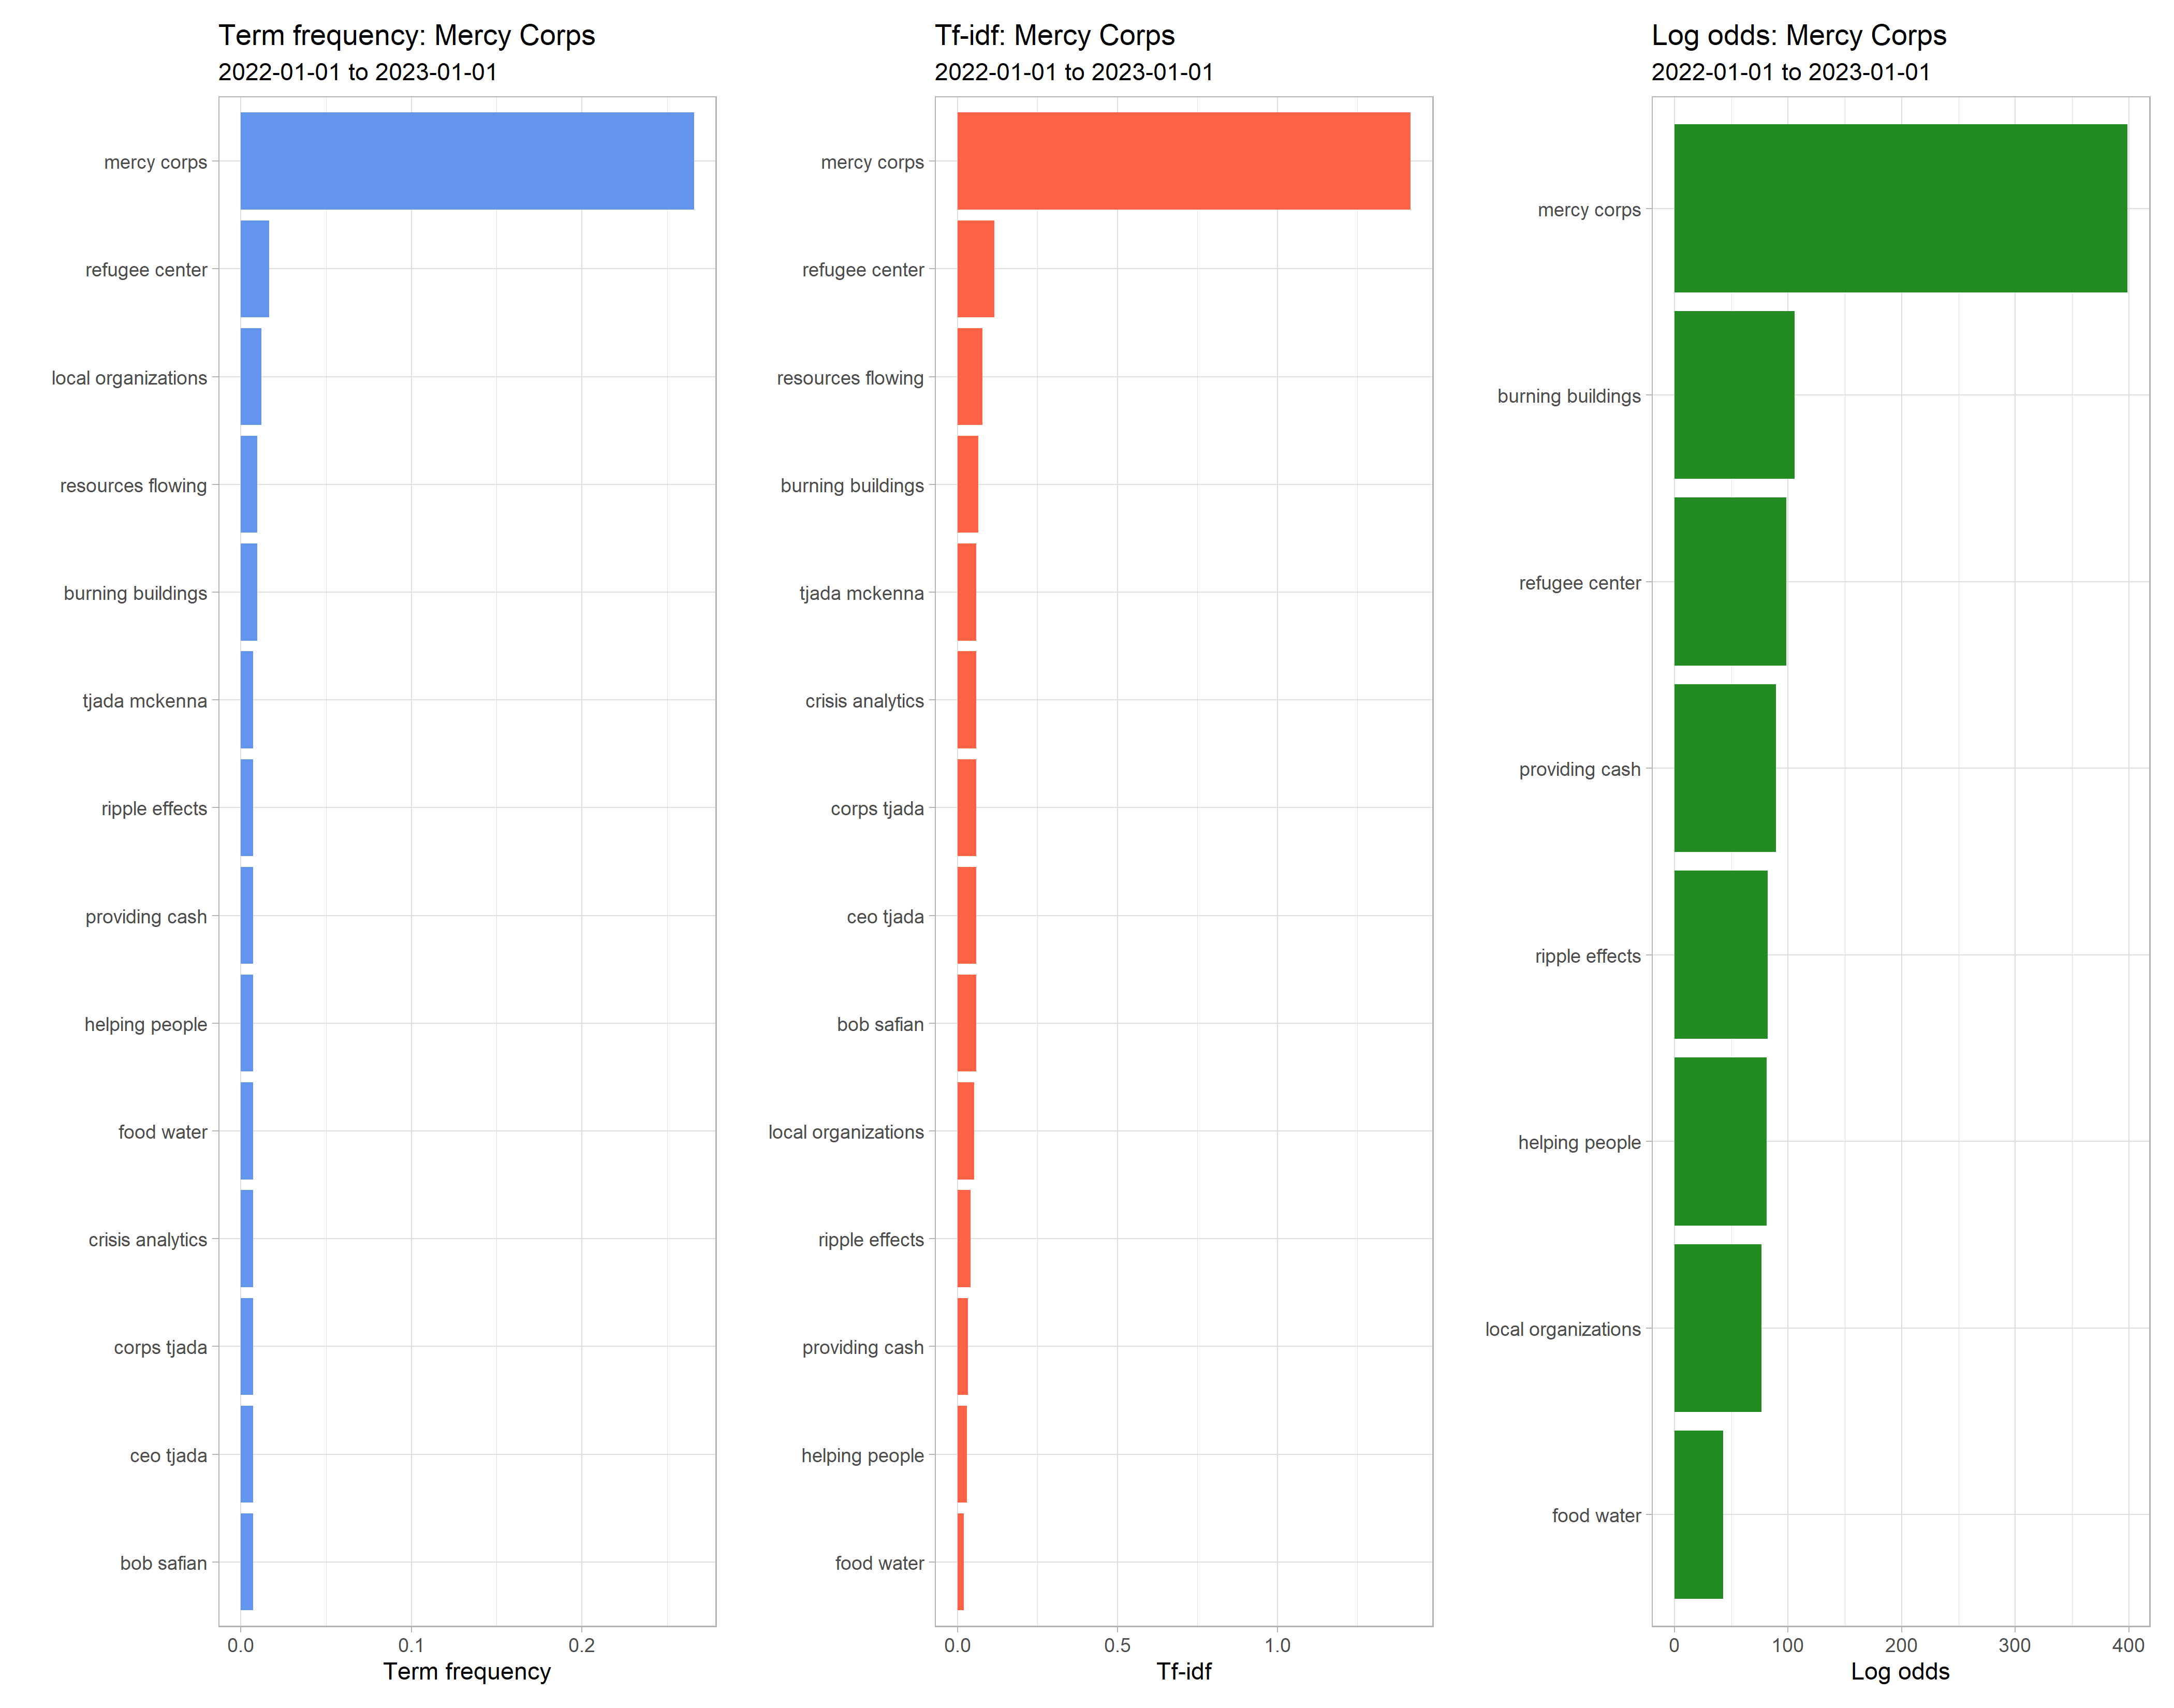 Term frequency: Mercy Corps
2022-01-01 to 2023-01-01
mercy corps
refugee center
local organizations
resources flowing
burning buildings
tjada mckenna
ripple effects
providing cash
helping people
food water
crisis analytics
corps tjada
ceo tjada
bob safian
0.0 0.1 0.2
Term frequency
Tf-idf: Mercy Corps
2022-01-01 to 2023-01-01
mercy corps
refugee center
resources flowing
burning buildings
tjada mckenna
crisis analytics
corps tjada
ceo tjada
bob safian
local organizations
ripple effects
providing cash
helping people
food water
0.0 0.5 1.0
Tf-idf
Log odds: Mercy Corps
2022-01-01 to 2023-01-01
mercy corps
burning buildings
refugee center
providing cash
ripple effects
helping people
local organizations
food water
0 100 200 300 400
Log odds